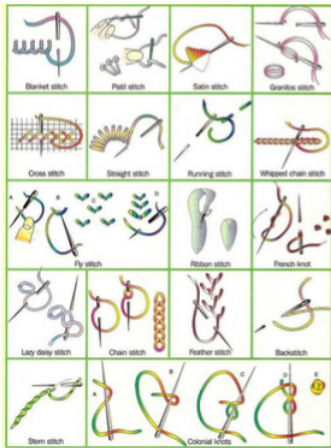 Blanket stitch
Pistil stitch
Satin stitch
Granitos stitch
Cross stitch
Straight stitch
Running stitch
Whipped chain stitch
A
B
C
D
Fly stitch
Ribbon stitch
French knot
Lazy daisy stitch
Chain stitch
Feather stitch
Backstitch
Stem stitch
A
B
C
D
E
Colonial knots